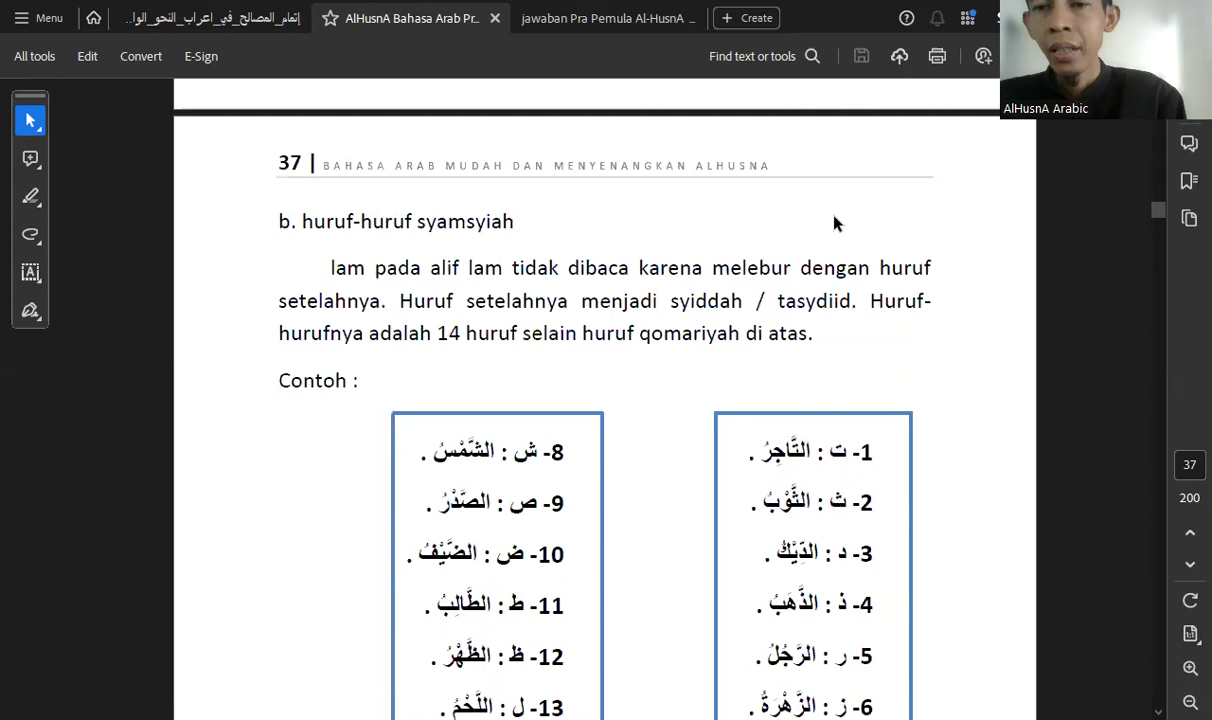 Menu
إتمام_المصالح_في_اعراب_النحو_الوا...
AlHusnA Bahasa Arab Pr...
jawaban Pra Pemula Al-HusnA ...
Create
All tools
Edit
Convert
E-Sign
Find text or tools
AlHusnA Arabic
37 | BAHASA ARAB MUDAH DAN MENYENANGKAN ALHUSNA
b. huruf-huruf syamsyiah
lam pada alif lam tidak dibaca karena melebur dengan huruf
setelahnya. Huruf setelahnya menjadi syiddah / tasydiid. Huruf-
hurufnya adalah 14 huruf selain huruf qomariyah di atas.
Contoh :
1- ت : التَّاجِرُ .
2- ث : الثَّوْبُ .
3- د : الدِّيْكُ .
4- ذ : الذَّهَبُ .
5- ر : الرَّجُلُ .
6- ز : الزَّهْرَةُ .
8- ش : الشَّمْسُ .
9- ص : الصَّدْرُ .
10- ض : الضَّيْفُ .
11- ط : الطَّالِبُ .
12- ظ : الظَّهْرُ .
13- ل : اللَّحْمُ .
37
200